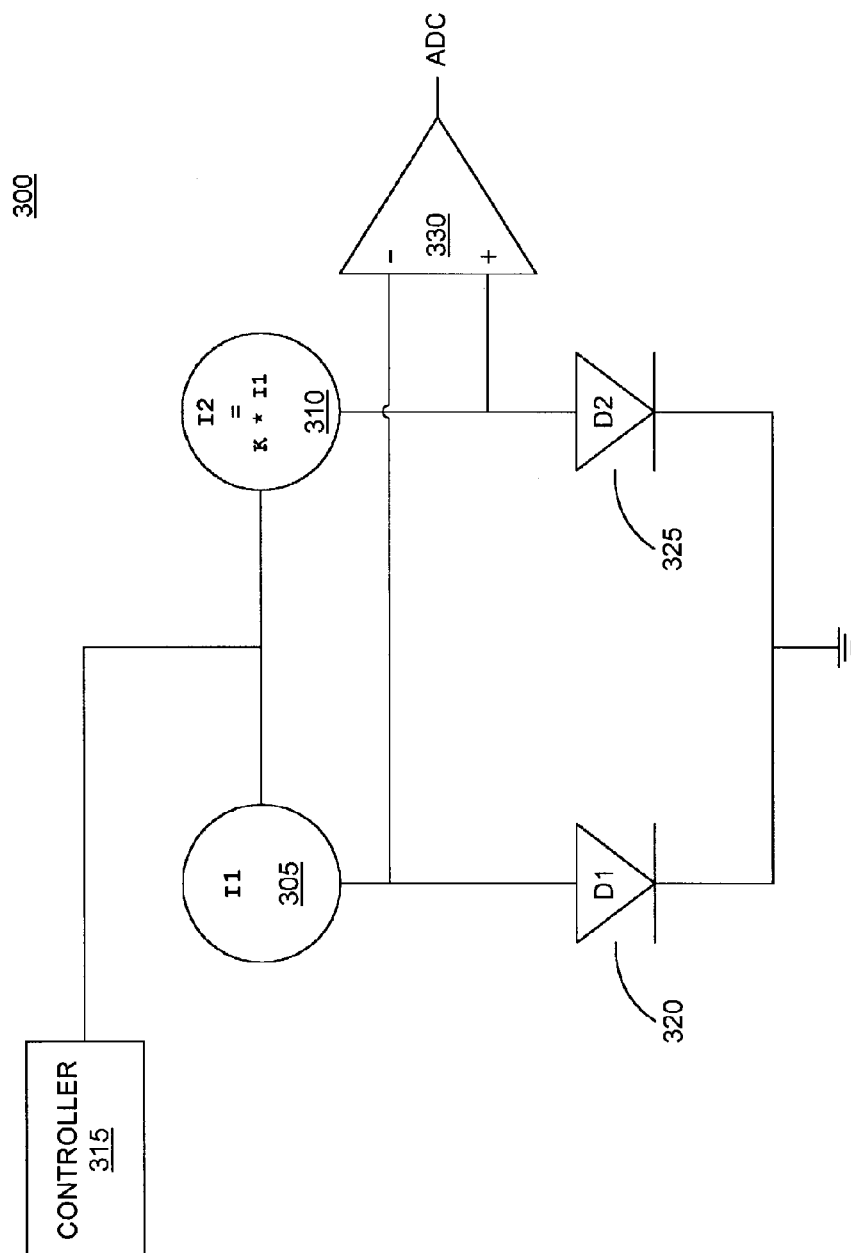 300
CONTROLLER
315
I1
305
I2
=
K * I1
310
-
+
330
ADC
D1
320
D2
325